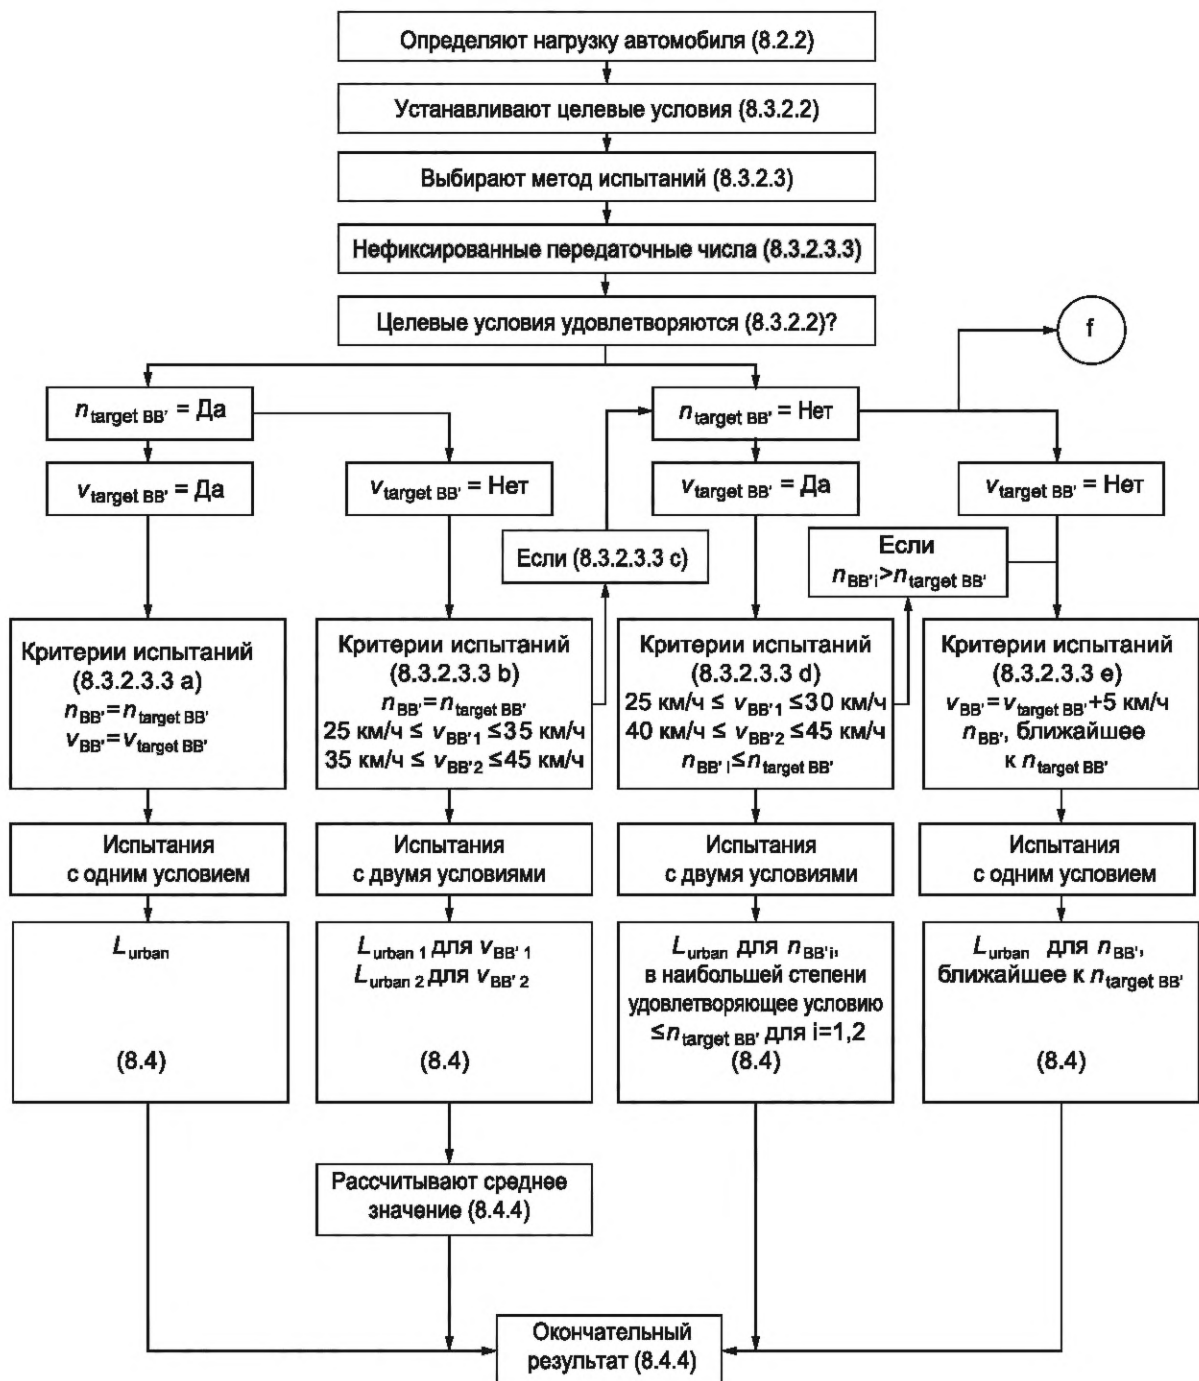 Определяют нагрузку автомобиля (8.2.2)
Устанавливают целевые условия (8.3.2.2)
Выбирают метод испытаний (8.3.2.3)
Нефиксированные передаточные числа (8.3.2.3.3)
Целевые условия удовлетворяются (8.3.2.2)?
f
n target BB' = Да
n target BB' = Нет
v target BB' = Да
v target BB' = Нет
v target BB' = Да
v target BB' = Нет
Если (8.3.2.3.3 c)
Если
n BB'i > n target BB'
Критерии испытаний
(8.3.2.3.3 a)
n BB' = n target BB'
v BB' = v target BB'
Критерии испытаний
(8.3.2.3.3 b)
n BB' = n target BB'
25 км/ч ≤ v BB'1 ≤35 км/ч
35 км/ч ≤ v BB'2 ≤45 км/ч
Критерии испытаний
(8.3.2.3.3 d)
25 км/ч ≤ v BB'1 ≤30 км/ч
40 км/ч ≤ v BB'2 ≤45 км/ч
n BB' i ≤ n target BB'
Критерии испытаний
(8.3.2.3.3 e)
v BB' = v target BB' +5 км/ч
n BB', ближайшее
к n target BB'
Испытания
с одним условием
Испытания
с двумя условиями
Испытания
с двумя условиями
Испытания
с одним условием
L urban
(8.4)
L urban 1 для v BB' 1
L urban 2 для v BB' 2
(8.4)
L urban для n BB'i,
в наибольшей степени
удовлетворяющее условию
≤n target BB' для i=1,2
(8.4)
L urban для n BB',
ближайшее к n target BB'
(8.4)
Рассчитывают среднее
значение (8.4.4)
Окончательный
результат (8.4.4)